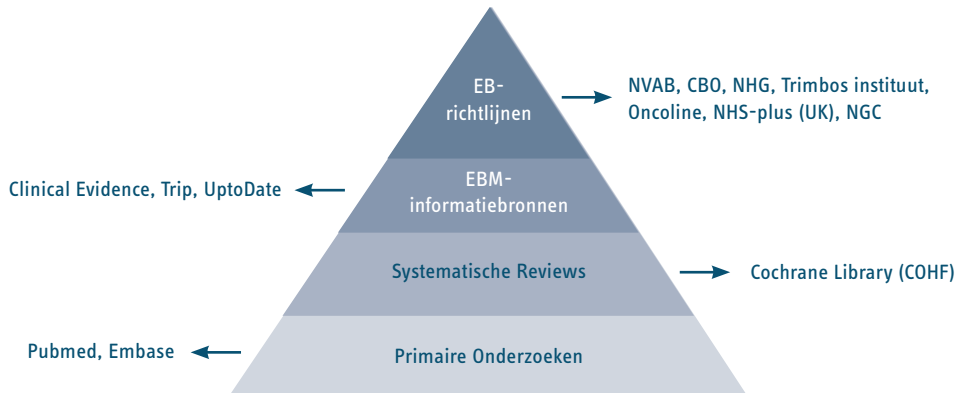 EB-
richtlijnen
NVAB, CBO, NHG, Trimbos instituut,
Oncoline, NHS-plus (UK), NGC
EBM-
informatiebronnen
Clinical Evidence, Trip, UptoDate
Systematische Reviews
Cochrane Library (COHF)
Primaire Onderzoeken
Pubmed, Embase